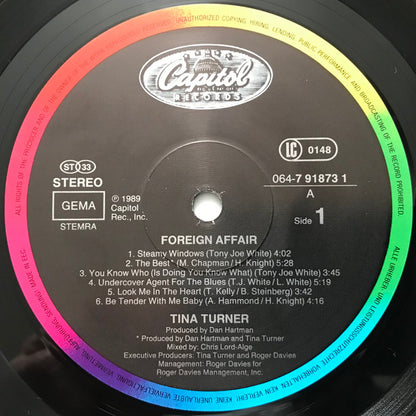 UNAUTHORIZED COPYING, HIRING, LENDING, PUBLIC PERFORMANCE AND BROADCASTING OF THE RECORD PROHIBITED.
ALL RIGHTS OF THE PRODUCER AND OF THE OWNER OF THE
Capitol
RECORDS
LC 0148
064-7 91873 1
A
Side 1
ST 33
STEREO
GEMA
STEMRA
℗ 1989
Capitol
Rec., Inc.
FOREIGN AFFAIR
1. Steamy Windows (Tony Joe White) 4:02
2. The Best* (M. Chapman / H. Knight) 5:28
3. You Know Who (Is Doing You Know What) (Tony Joe White) 3:45
4. Undercover Agent For The Blues (T.J. White / L. White) 5:19
5. Look Me In The Heart (T. Kelly / B. Steinberg) 3:34
6. Be Tender With Me Baby (A. Hammond / H. Knight) 4:16
TINA TURNER
Produced by Dan Hartman
* Produced by Dan Hartman and Tina Turner
Mixed by: Chris Lord-Alge
Executive Producers: Tina Turner and Roger Davies
Management: Roger Davies for
Roger Davies Management, Inc.
ALLE URHEBER- UND LEISTUNGSSCHUTZRECHTE VORBEHALTEN. KEIN VERLEIH! KEINE UNERLAUBTE VERVIELFÄLTIGUNG, VERMIETUNG, AUFFÜHRUNG, SENDUNG! MADE IN EEC.